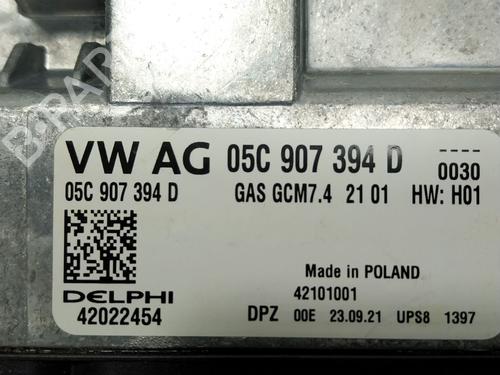 VW AG 05C 907 394 D ----
0030
05C 907 394 D GAS GCM7.4 21 01 HW: H01
Made in POLAND
DELPHI 42101001
42022454 DPZ 00E 23.09.21 UPS8 1397
B-PARTS